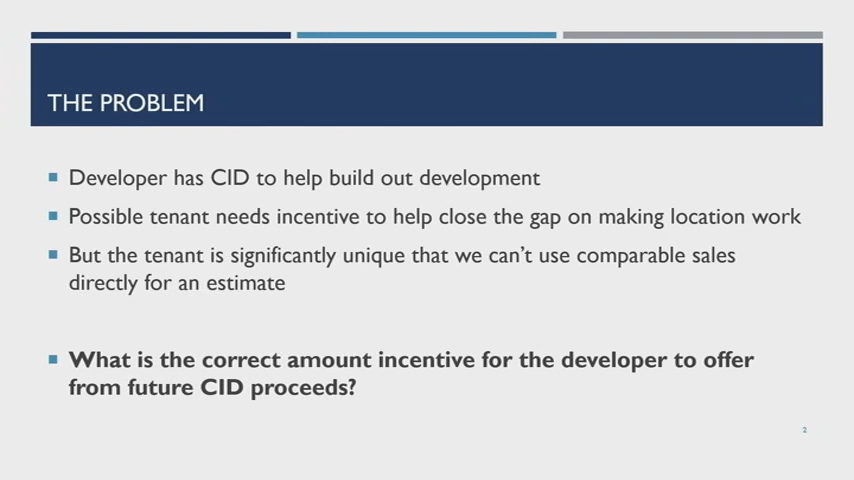 THE PROBLEM
Developer has CID to help build out development
Possible tenant needs incentive to help close the gap on making location work
But the tenant is significantly unique that we can't use comparable sales
directly for an estimate
What is the correct amount incentive for the developer to offer
from future CID proceeds?
2